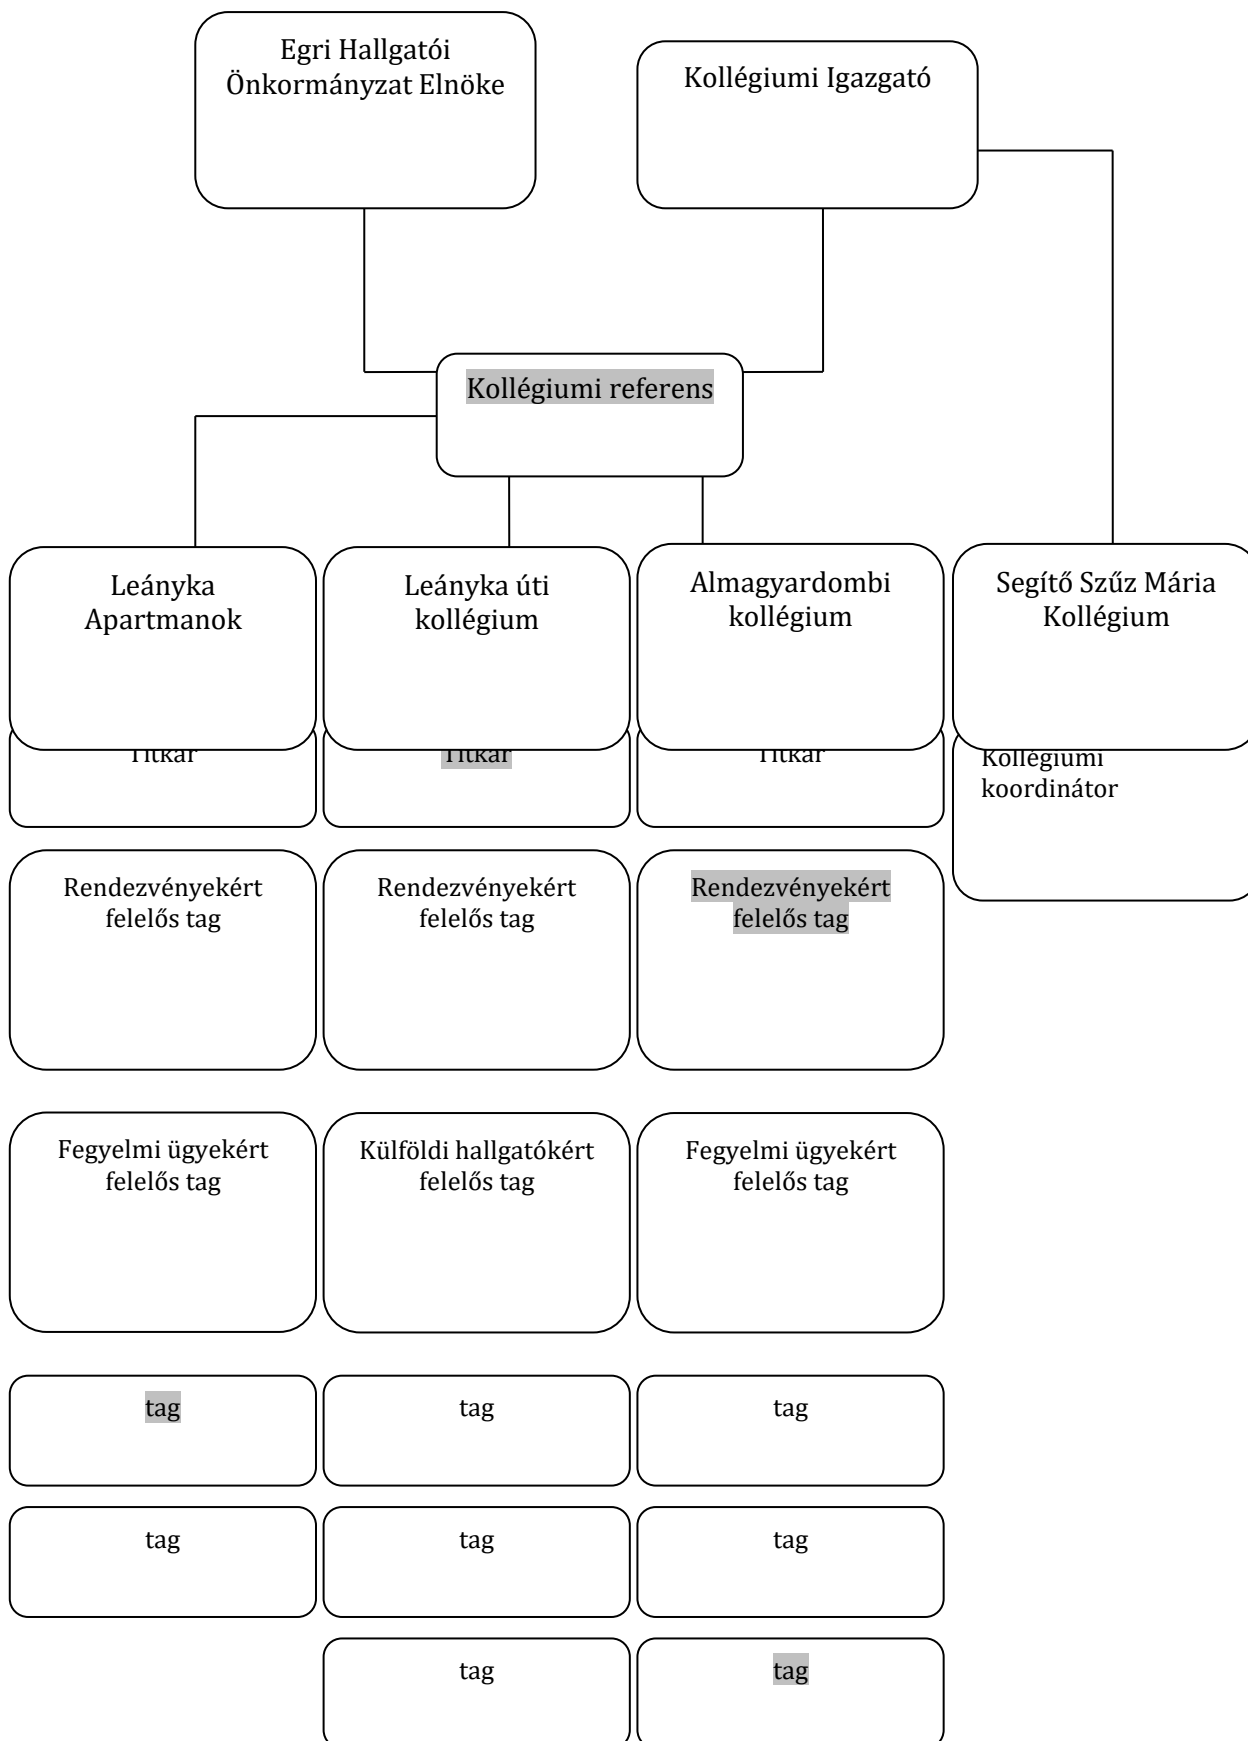 Egri Hallgatói
Önkormányzat Elnöke
Kollégiumi Igazgató
Kollégiumi referens
Leányka
Apartmanok
Leányka úti
kollégium
Almagyardombi
kollégium
Segítő Szűz Mária
Kollégium
Titkár
Titkár
Titkár
Kollégiumi
koordinátor
Rendezvényekért
felelős tag
Rendezvényekért
felelős tag
Rendezvényekért
felelős tag
Fegyelmi ügyekért
felelős tag
Külföldi hallgatókért
felelős tag
Fegyelmi ügyekért
felelős tag
tag
tag
tag
tag
tag
tag
tag
tag